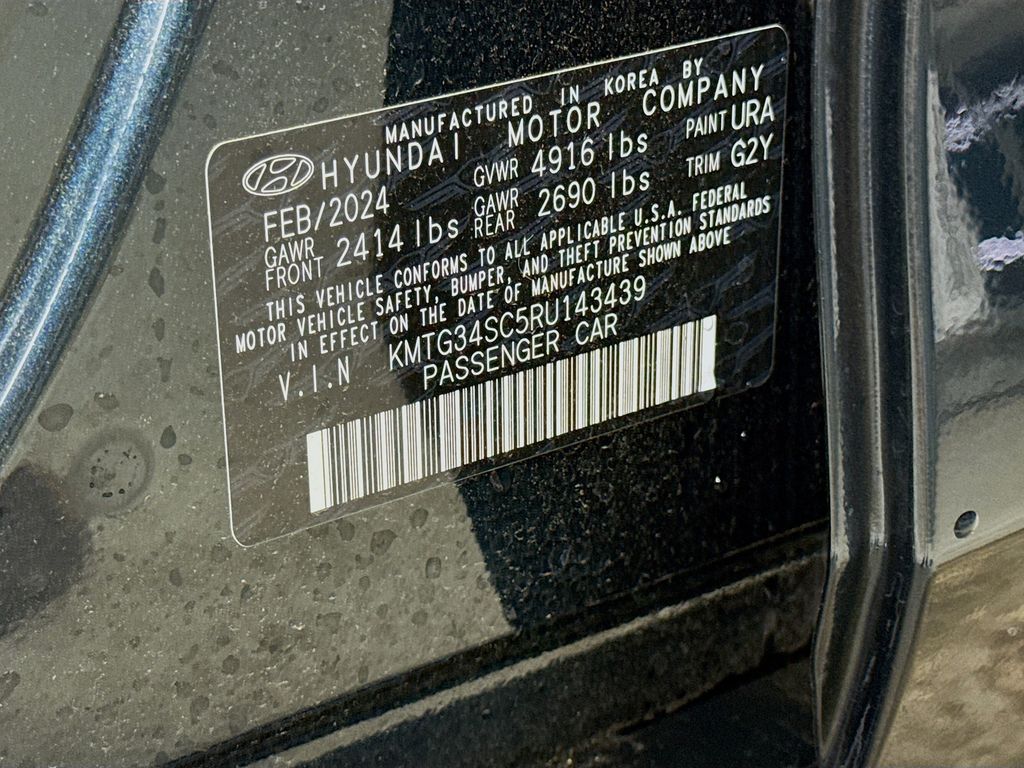 MANUFACTURED IN KOREA BY
HYUNDAI MOTOR COMPANY
FEB/2024 GVWR 4916 lbs PAINT URA
GAWR FRONT 2414 lbs GAWR REAR 2690 lbs TRIM G2Y
THIS VEHICLE CONFORMS TO ALL APPLICABLE U.S.A. FEDERAL
MOTOR VEHICLE SAFETY, BUMPER, AND THEFT PREVENTION STANDARDS
IN EFFECT ON THE DATE OF MANUFACTURE SHOWN ABOVE
V.I.N KMTG34SC5RU143439
PASSENGER CAR